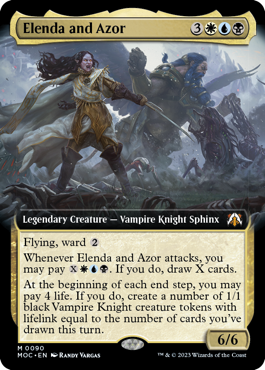 Elenda and Azor 3
Legendary Creature — Vampire Knight Sphinx
Flying, ward 2
Whenever Elenda and Azor attacks, you
may pay X. If you do, draw X cards.
At the beginning of each end step, you may
pay 4 life. If you do, create a number of 1/1
black Vampire Knight creature tokens with
lifelink equal to the number of cards you've
drawn this turn.
6/6
M 0090
MOC • EN RANDY VARGAS
™ & © 2023 Wizards of the Coast